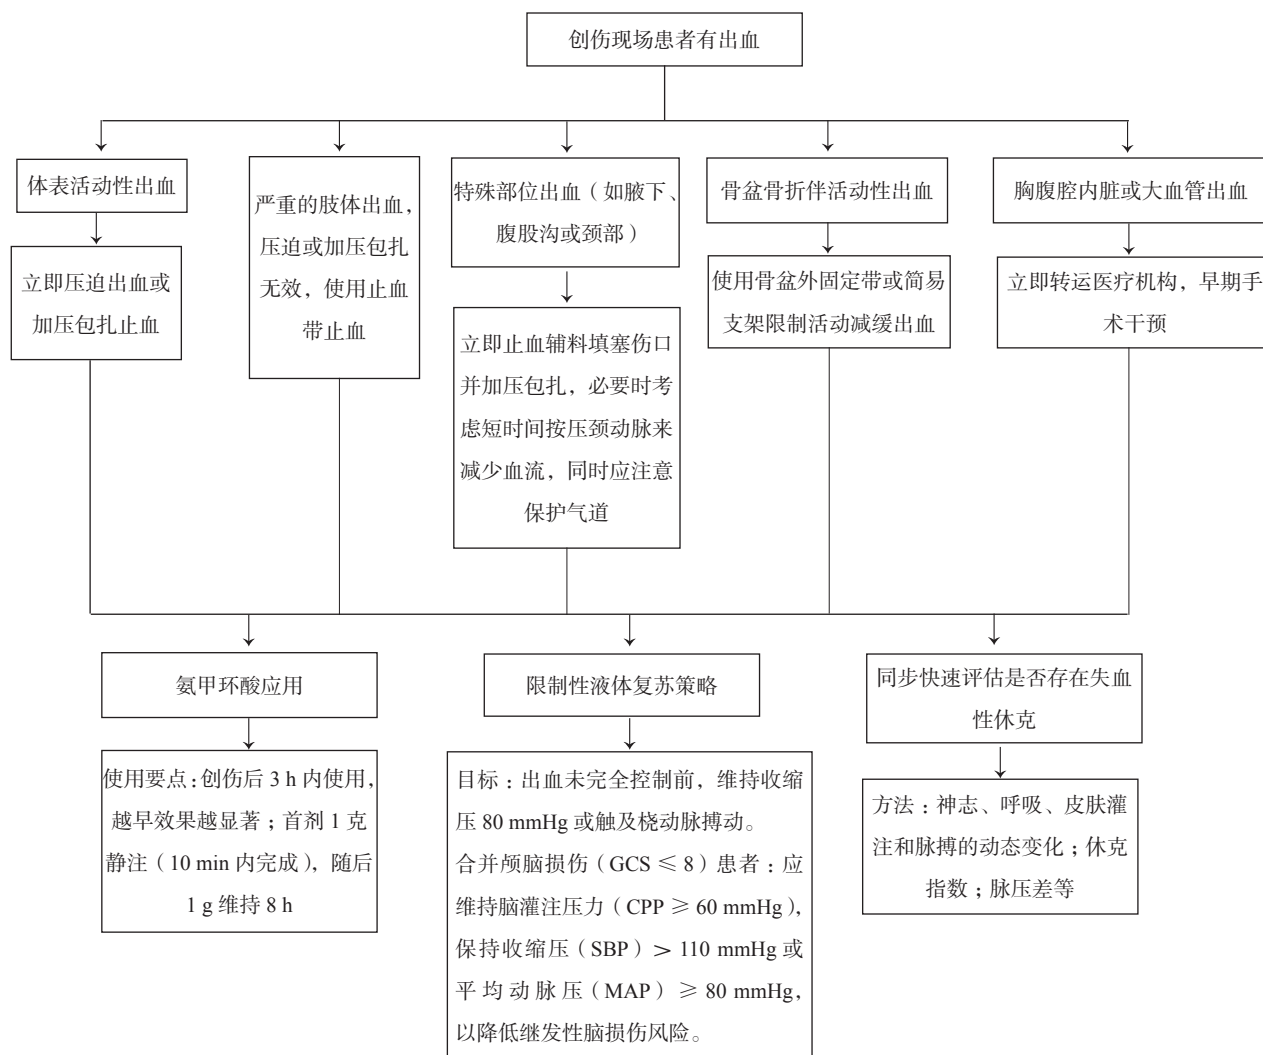 创伤现场患者有出血
体表活动性出血
立即压迫出血或
加压包扎止血
严重的肢体出血，
压迫或加压包扎
无效，使用止血
带止血
特殊部位出血（如腋下、
腹股沟或颈部）
立即止血辅料填塞伤口
并加压包扎，必要时考
虑短时间按压颈动脉来
减少血流，同时应注意
保护气道
骨盆骨折伴活动性出血
使用骨盆外固定带或简易
支架限制活动减缓出血
胸腹腔内脏或大血管出血
立即转运医疗机构，早期手
术干预
氨甲环酸应用
使用要点：创伤后 3 h 内使用，
越早效果越显著；首剂 1 克
静注（10 min 内完成），随后
1 g 维持 8 h
限制性液体复苏策略
目标：出血未完全控制前，维持收缩
压 80 mmHg 或触及桡动脉搏动。
合并颅脑损伤（GCS ≤ 8）患者：应
维持脑灌注压力（CPP ≥ 60 mmHg），
保持收缩压（SBP）> 110 mmHg 或
平均动脉压（MAP）≥ 80 mmHg，
以降低继发性脑损伤风险。
同步快速评估是否存在失血
性休克
方法：神志、呼吸、皮肤灌
注和脉搏的动态变化；休克
指数；脉压差等